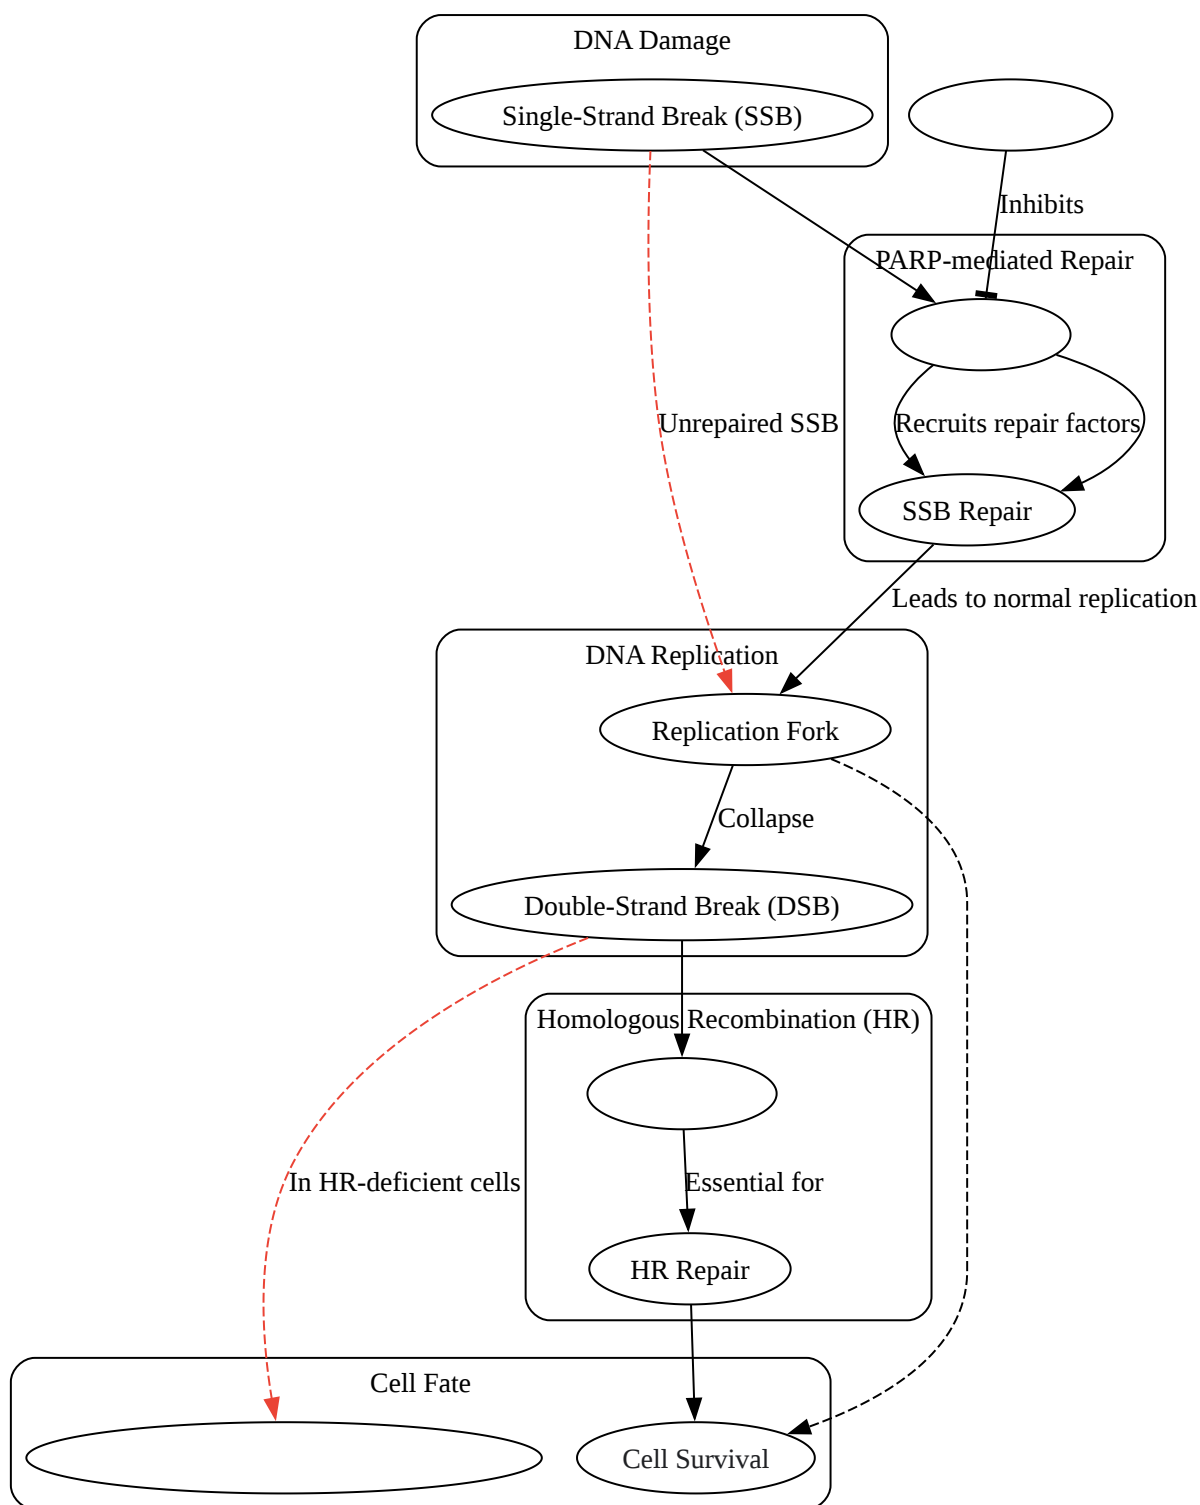 DNA Damage
Single-Strand Break (SSB)
Inhibits
PARP-mediated Repair
Unrepaired SSB
Recruits repair factors
SSB Repair
Leads to normal replication
DNA Replication
Replication Fork
Collapse
Double-Strand Break (DSB)
Homologous Recombination (HR)
In HR-deficient cells
Essential for
HR Repair
Cell Fate
Cell Survival